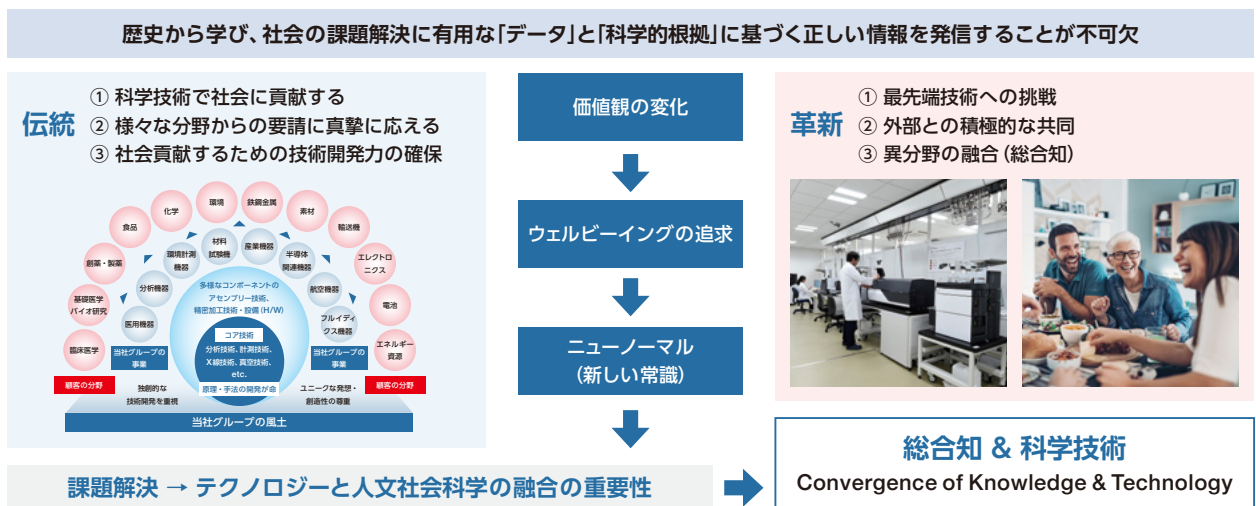 歴史から学び、社会の課題解決に有用な「データ」と「科学的根拠」に基づく正しい情報を発信することが不可欠
伝統
① 科学技術で社会に貢献する
② 様々な分野からの要請に真摯に応える
③ 社会貢献するための技術開発力の確保
臨床医学
基礎医学
バイオ研究
創薬・製薬
食品
化学
環境
鉄鋼金属
素材
輸送機
エレクトロ
ニクス
電池
エネルギー
資源
医用機器
分析機器
環境計測
機器
材料
試験機
産業機器
半導体
関連機器
航空機器
フルイディ
クス機器
多様なコンポーネントの
アセンブリー技術、
精密加工技術・設備(H/W)
コア技術
分析技術、計測技術、
X線技術、真空技術、
etc.
原理・手法の開発が命
当社グループの
事業
当社グループの
事業
顧客の分野
顧客の分野
独創的な
技術開発を重視
ユニークな発想・
創造性の尊重
当社グループの風土
価値観の変化
ウェルビーイングの追求
ニューノーマル
(新しい常識)
革新
① 最先端技術への挑戦
② 外部との積極的な共同
③ 異分野の融合(総合知)
課題解決 → テクノロジーと人文社会科学の融合の重要性
総合知 & 科学技術
Convergence of Knowledge & Technology